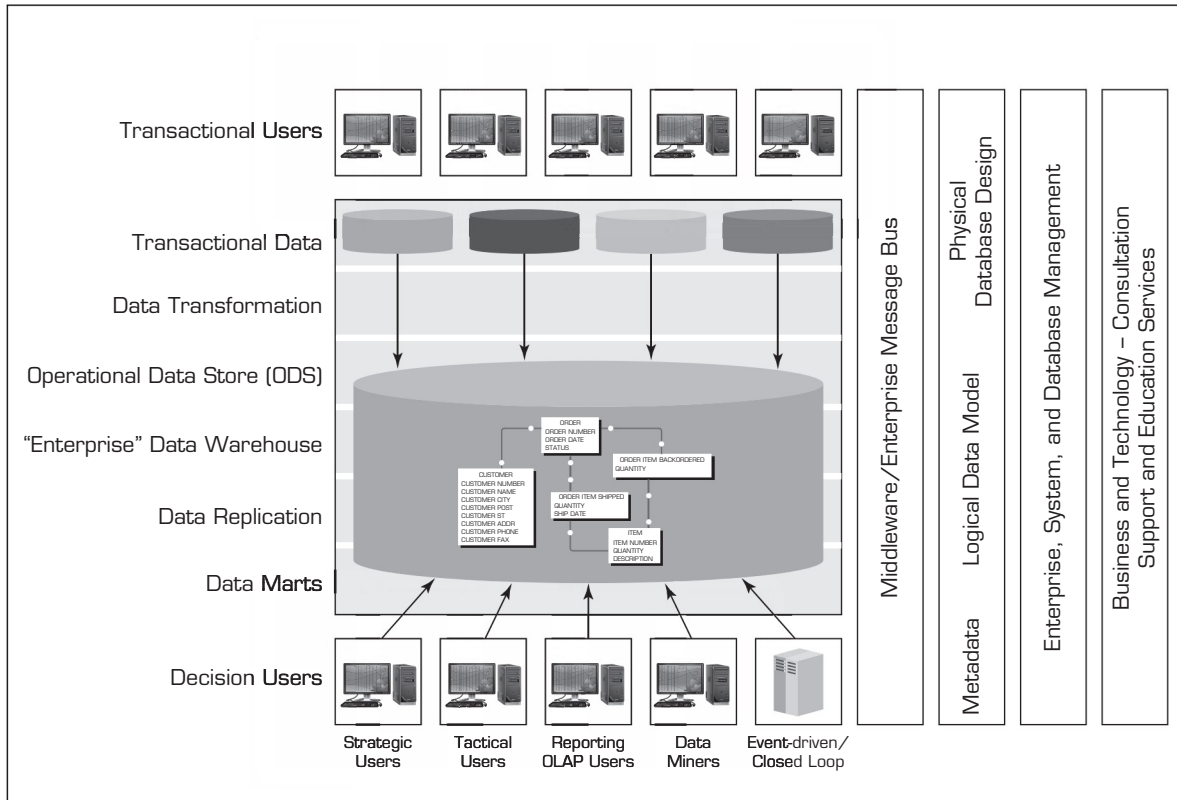 Transactional Users
Transactional Data
Data Transformation
Operational Data Store (ODS)
“Enterprise” Data Warehouse
Data Replication
Data Marts
Decision Users
ORDER
ORDER NUMBER
ORDER DATE
STATUS
ORDER ITEM BACKORDERED
QUANTITY
CUSTOMER
CUSTOMER NUMBER
CUSTOMER NAME
CUSTOMER CITY
CUSTOMER POST
CUSTOMER ST
CUSTOMER ADDR
CUSTOMER PHONE
CUSTOMER FAX
ORDER ITEM SHIPPED
QUANTITY
SHIP DATE
ITEM
ITEM NUMBER
QUANTITY
DESCRIPTION
Strategic
Users
Tactical
Users
Reporting
OLAP Users
Data
Miners
Event-driven/
Closed Loop
Middleware/Enterprise Message Bus
Metadata
Logical Data Model
Physical
Database Design
Enterprise, System, and Database Management
Business and Technology – Consultation
Support and Education Services